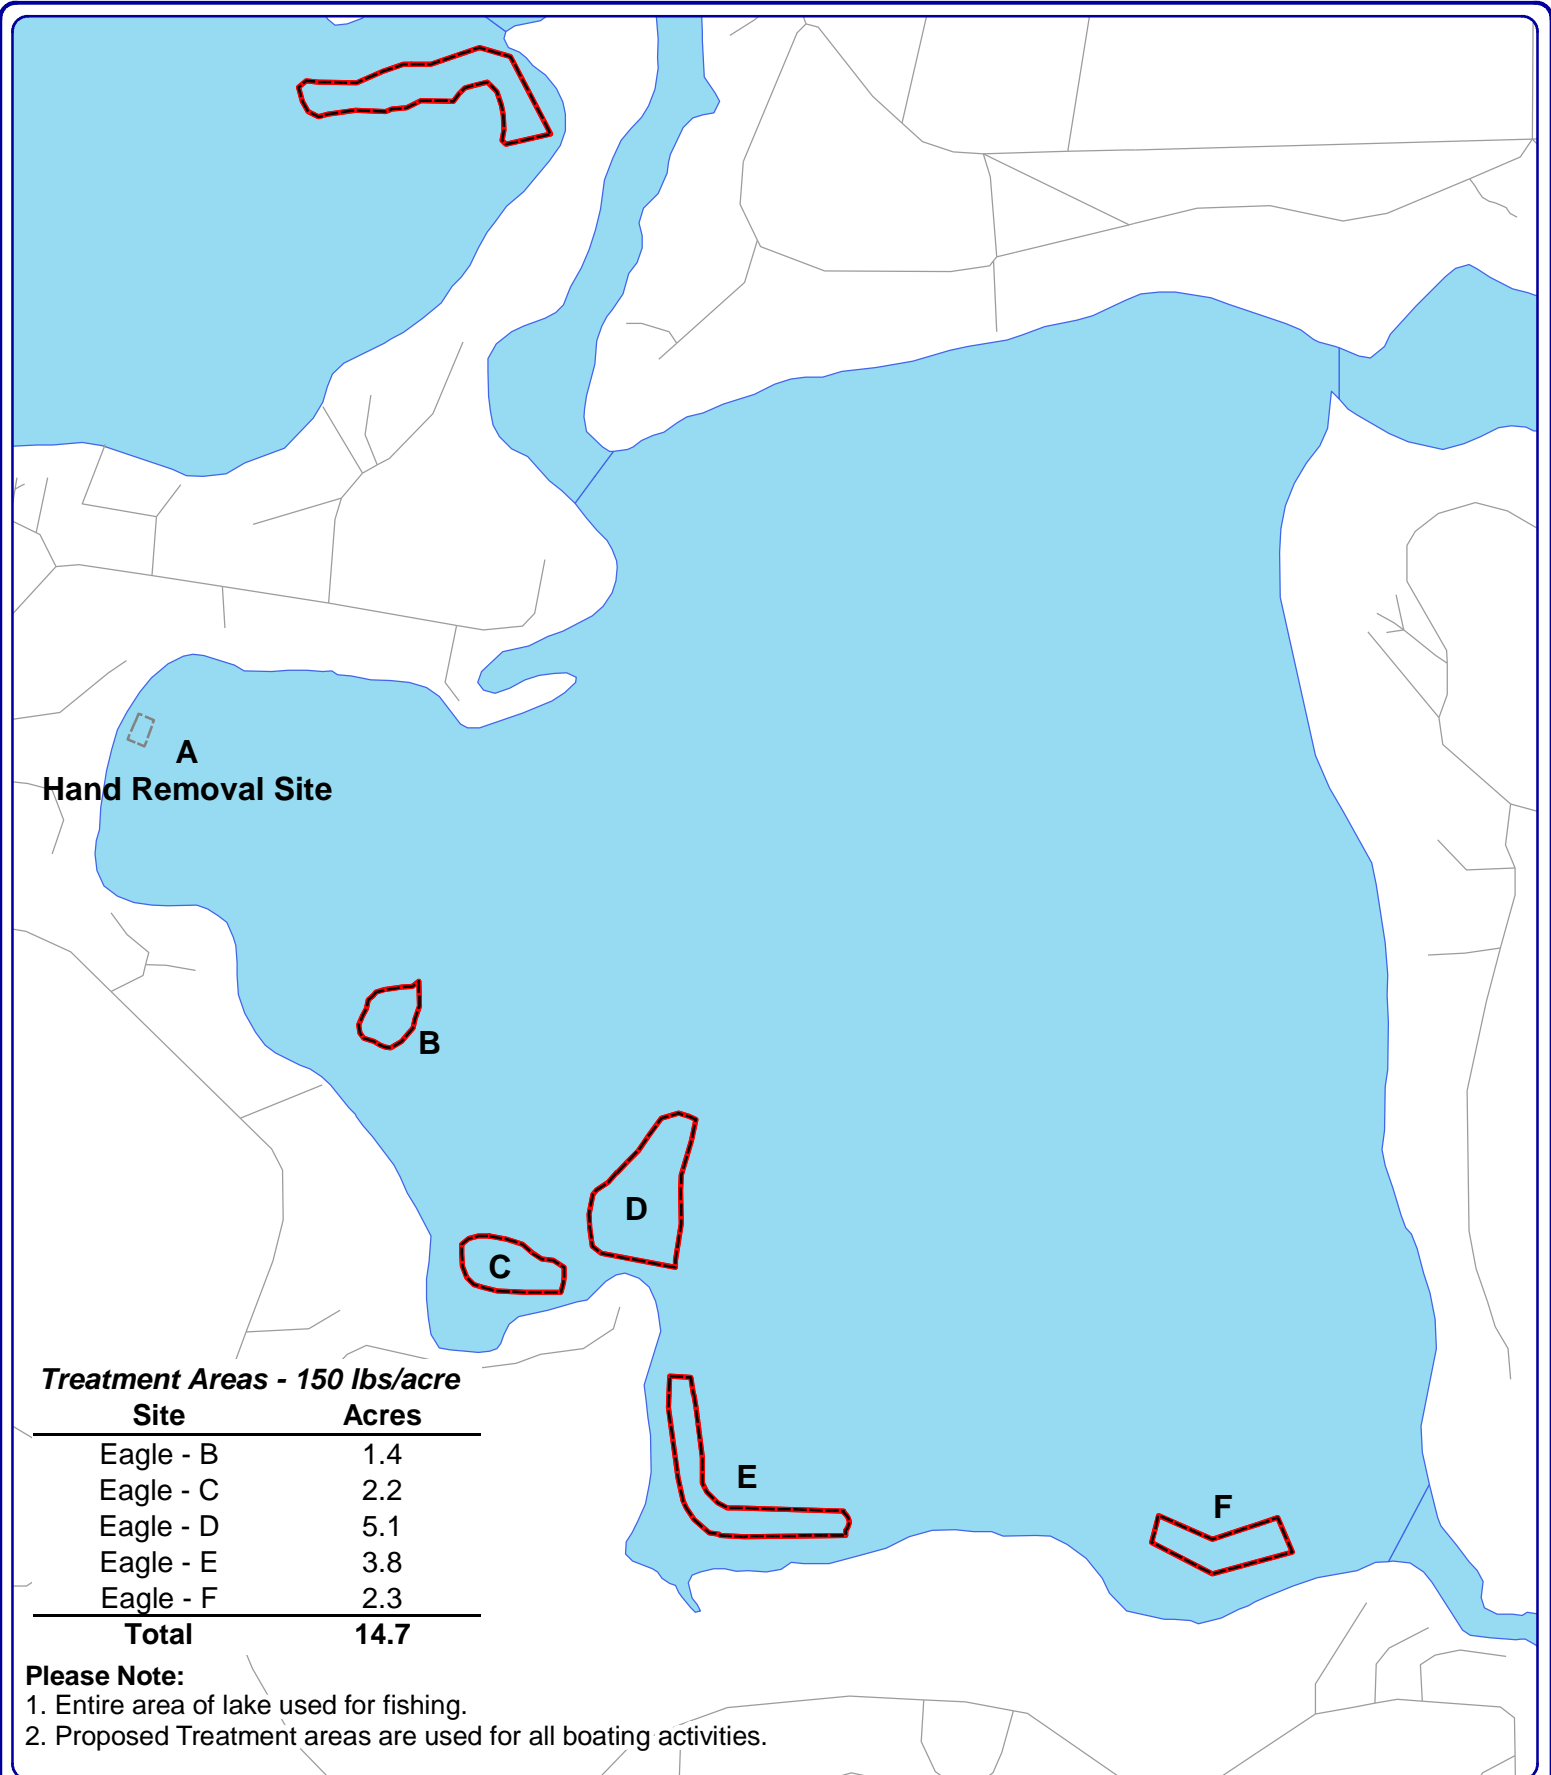 A
Hand Removal Site
B
D
C
E
F
Treatment Areas - 150 lbs/acre
Site Acres
Eagle - B 1.4
Eagle - C 2.2
Eagle - D 5.1
Eagle - E 3.8
Eagle - F 2.3
Total 14.7
Please Note:
1. Entire area of lake used for fishing.
2. Proposed Treatment areas are used for all boating activities.